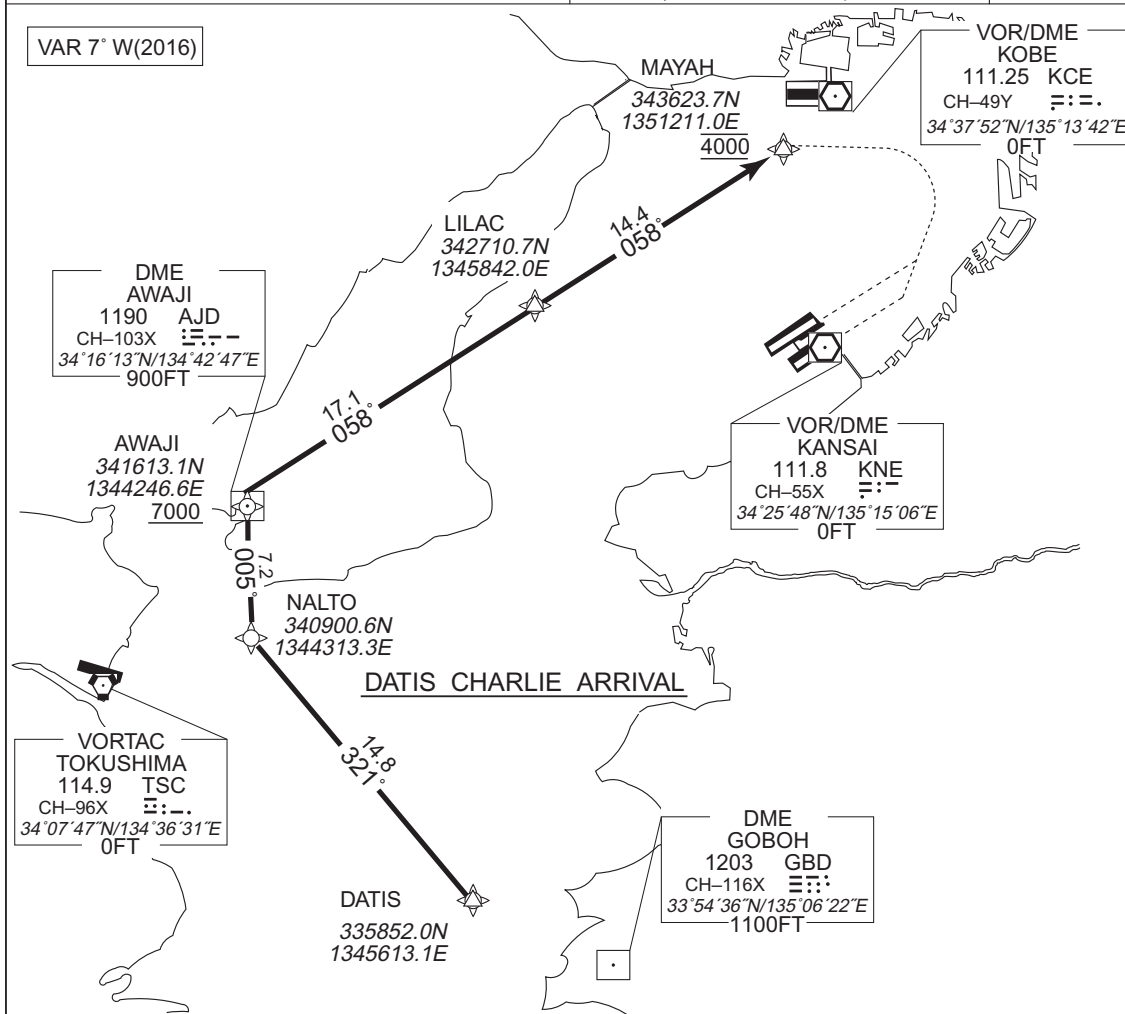 VAR 7° W(2016)
MAYAH
343623.7N
1351211.0E
4000
VOR/DME
KOBE
111.25 KCE
CH–49Y
34°37´52˝N/135°13´42˝E
0FT
LILAC
342710.7N
1345842.0E
14.4
058°
DME
AWAJI
1190 AJD
CH–103X
34°16´13˝N/134°42´47˝E
900FT
17.1
058°
AWAJI
341613.1N
1344246.6E
7000
VOR/DME
KANSAI
111.8 KNE
CH–55X
34°25´48˝N/135°15´06˝E
0FT
7.2
005°
NALTO
340900.6N
1344313.3E
DATIS CHARLIE ARRIVAL
VORTAC
TOKUSHIMA
114.9 TSC
CH–96X
34°07´47˝N/134°36´31˝E
0FT
14.8
321°
DATIS
335852.0N
1345613.1E
DME
GOBOH
1203 GBD
CH–116X
33°54´36˝N/135°06´22˝E
1100FT